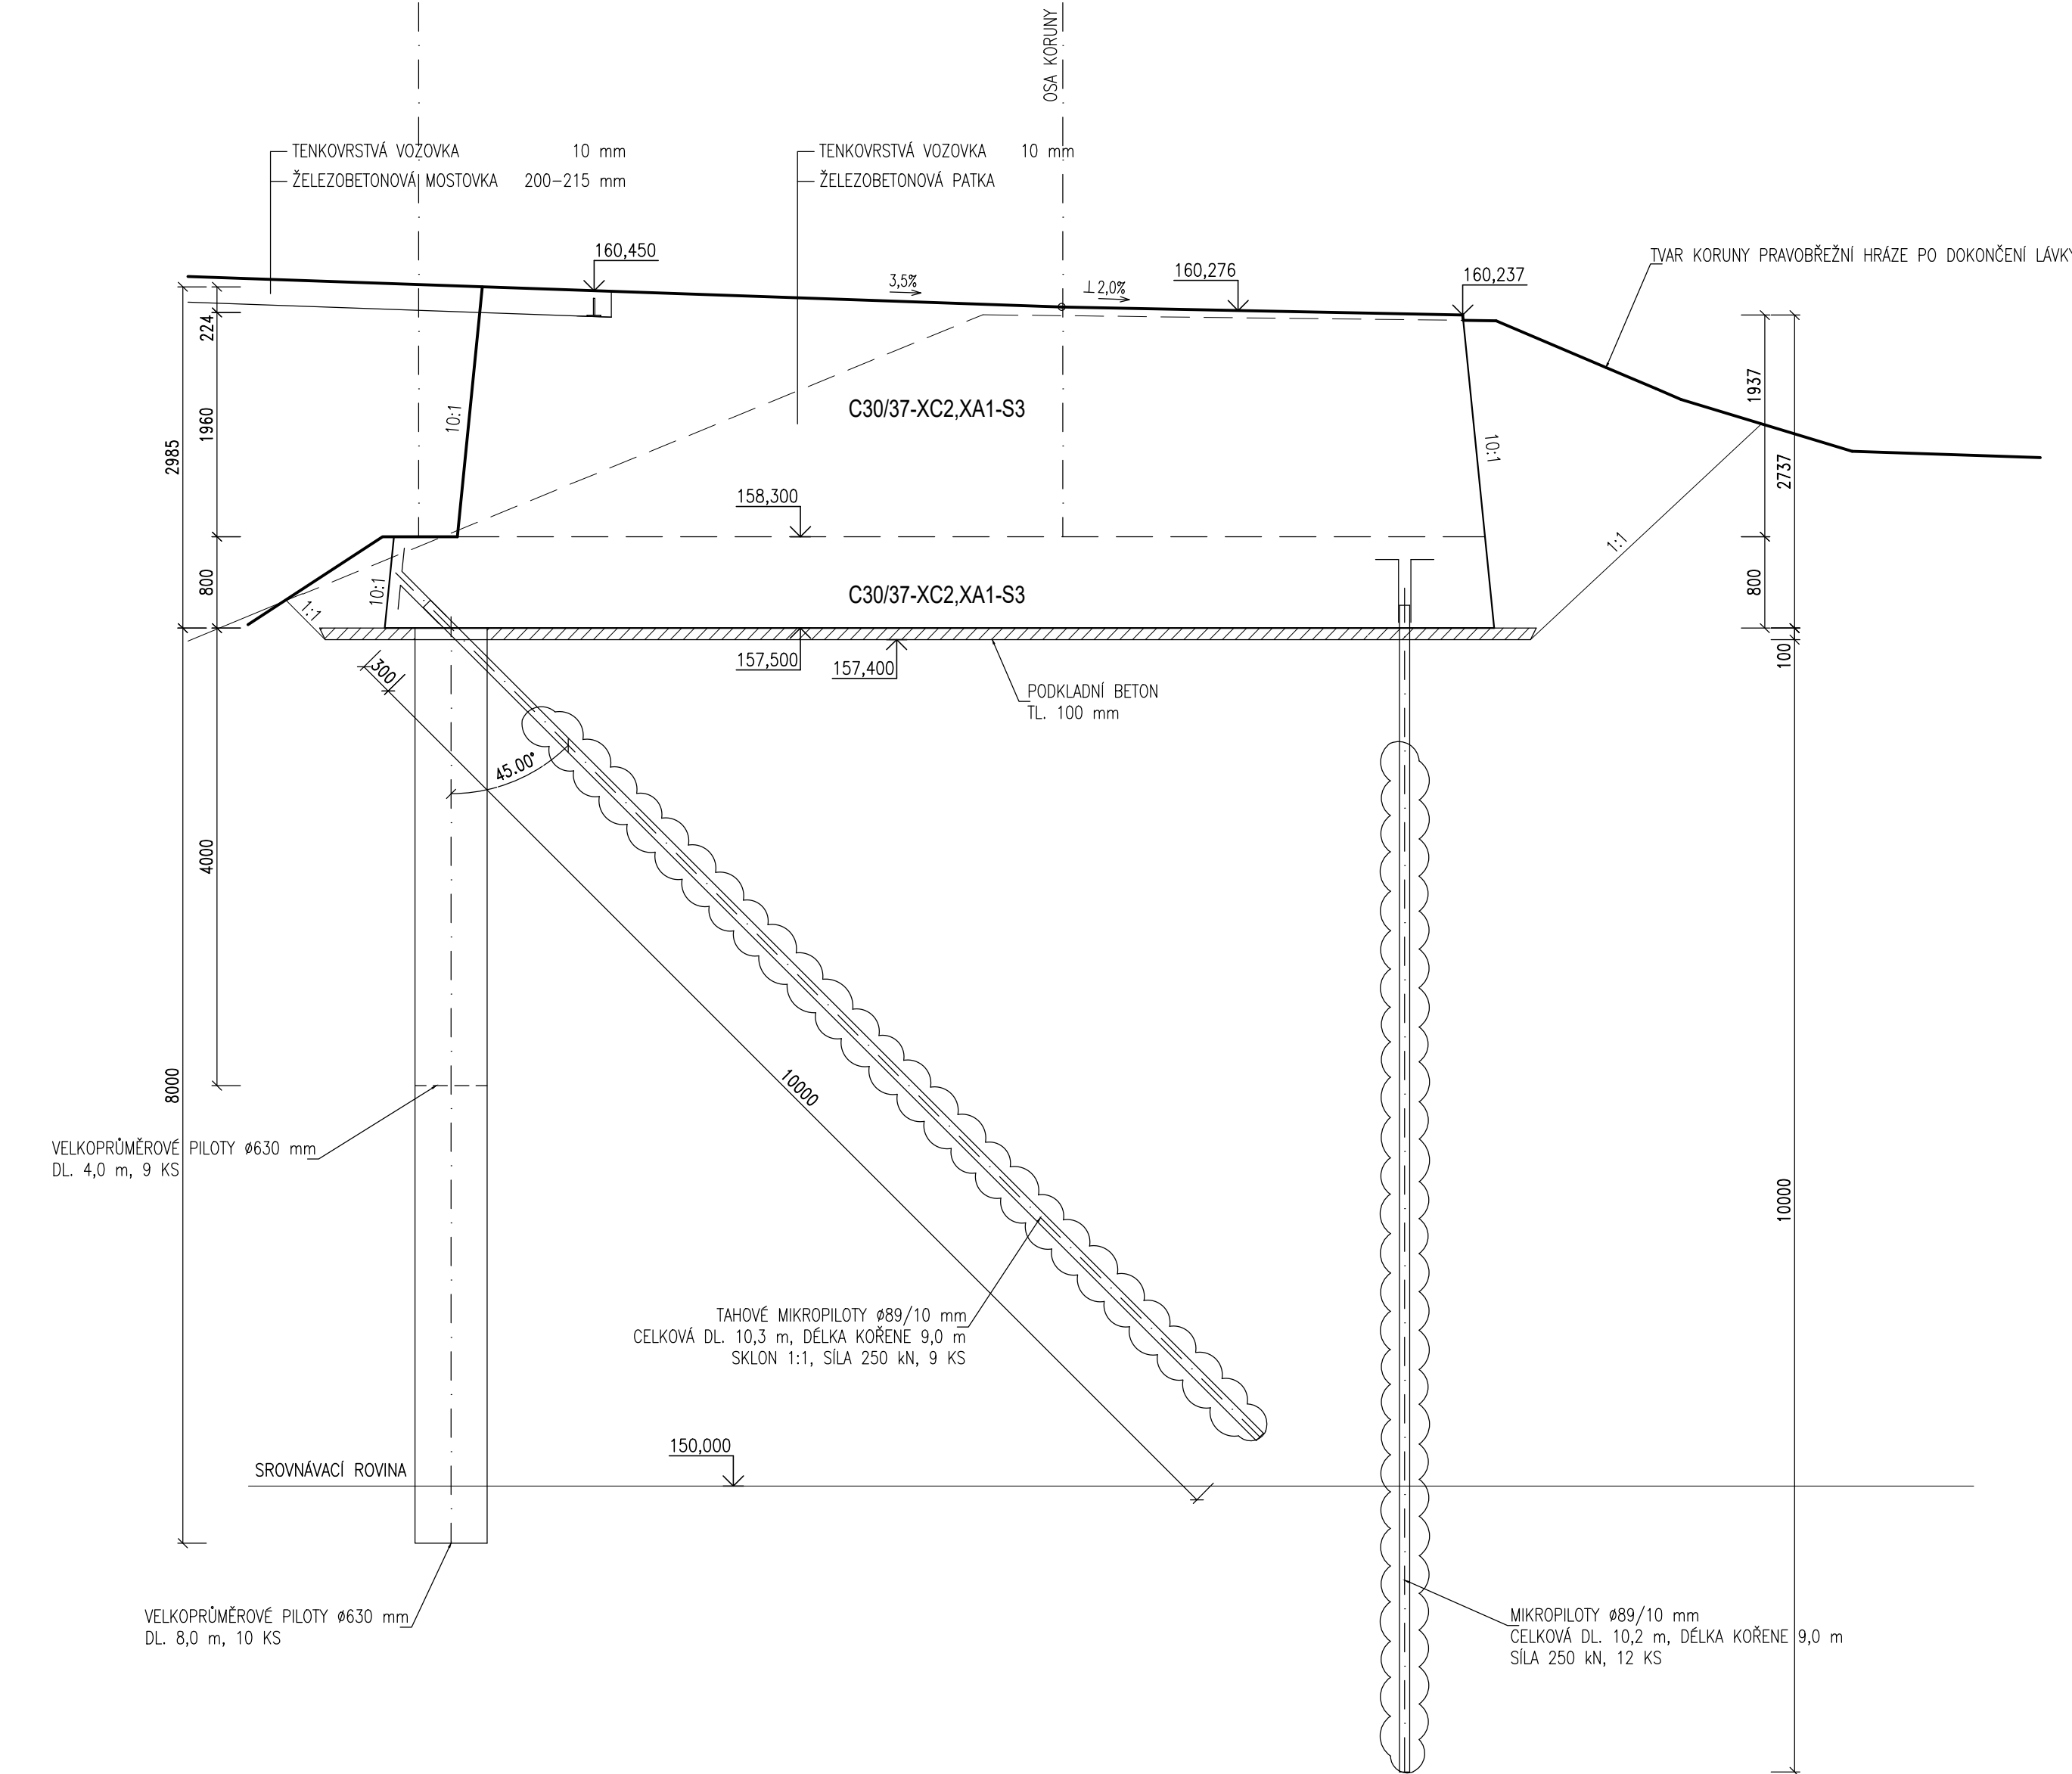 OSA KORUNY
TENKOVRSTVÁ VOZOVKA 10 mm
ŽELEZOBETONOVÁ MOSTOVKA 200-215 mm
TENKOVRSTVÁ VOZOVKA 10 mm
ŽELEZOBETONOVÁ PATKA
160,450
3,5%
⊥2,0%
160,276
160,237
TVAR KORUNY PRAVOBŘEŽNÍ HRÁZE PO DOKONČENÍ LÁVKY
224
1960
2985
800
10:1
10:1
1:1
C30/37-XC2,XA1-S3
158,300
C30/37-XC2,XA1-S3
157,500
157,400
10:1
1:1
1937
2737
800
100
PODKLADNÍ BETON
TL. 100 mm
300
45.00°
4000
8000
10000
10000
VELKOPRŮMĚROVÉ PILOTY ø630 mm
DL. 4,0 m, 9 KS
TAHOVÉ MIKROPILOTY ø89/10 mm
CELKOVÁ DL. 10,3 m, DÉLKA KOŘENE 9,0 m
SKLON 1:1, SÍLA 250 kN, 9 KS
150,000
SROVNÁVACÍ ROVINA
VELKOPRŮMĚROVÉ PILOTY ø630 mm
DL. 8,0 m, 10 KS
MIKROPILOTY ø89/10 mm
CELKOVÁ DL. 10,2 m, DÉLKA KOŘENE 9,0 m
SÍLA 250 kN, 12 KS